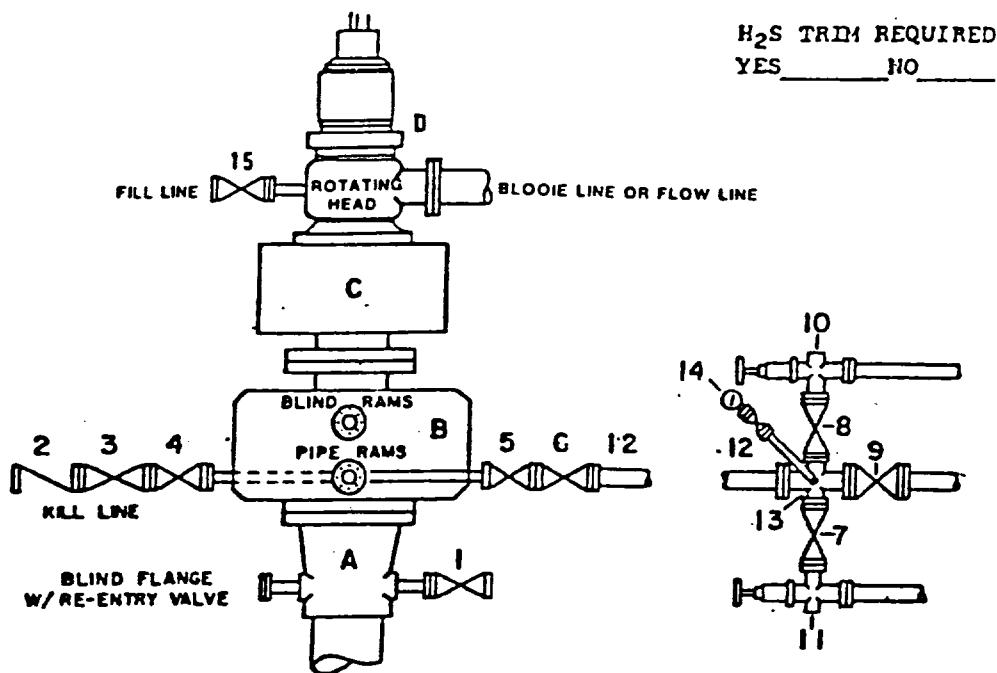 H2S TRIM REQUIRED
YES______NO______
D
15
FILL LINE
ROTATING
HEAD
BLOOIE LINE OR FLOW LINE
C
10
14
BLIND RAMS
B
8
2
3
4
PIPE RAMS
5
G
12
12
9
KILL LINE
13
7
A
1
BLIND FLANGE
W/ RE-ENTRY VALVE
11